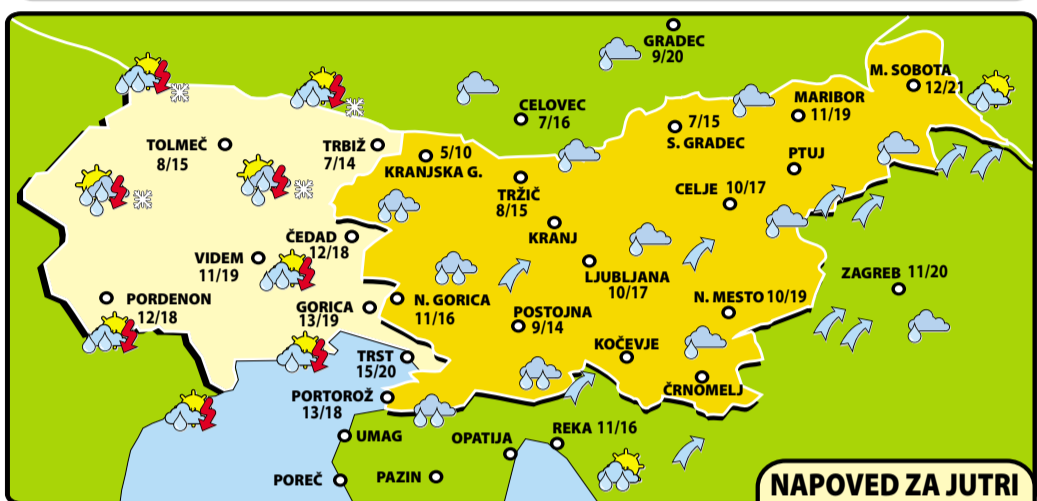 GRADEC
9/20
M. SOBOTA
12/21
CELOVEC
7/16
MARIBOR
11/19
7/15
S. GRADEC
TOLMEČ
8/15
TRBIŽ
7/14
5/10
KRANJSKA G.
PTUJ
TRŽIČ
8/15
CELJE 10/17
KRANJ
ČEDAD
12/18
VIDEM
11/19
LJUBLJANA
10/17
ZAGREB 11/20
PORDENON
12/18
GORICA
13/19
N. GORICA
11/16
POSTOJNA
9/14
N. MESTO 10/19
KOČEVJE
TRST
15/20
ČRNOMELJ
PORTOROŽ
13/18
UMAG
OPATIJA
REKA 11/16
POREČ
PAZIN
NAPOVED ZA JUTRI